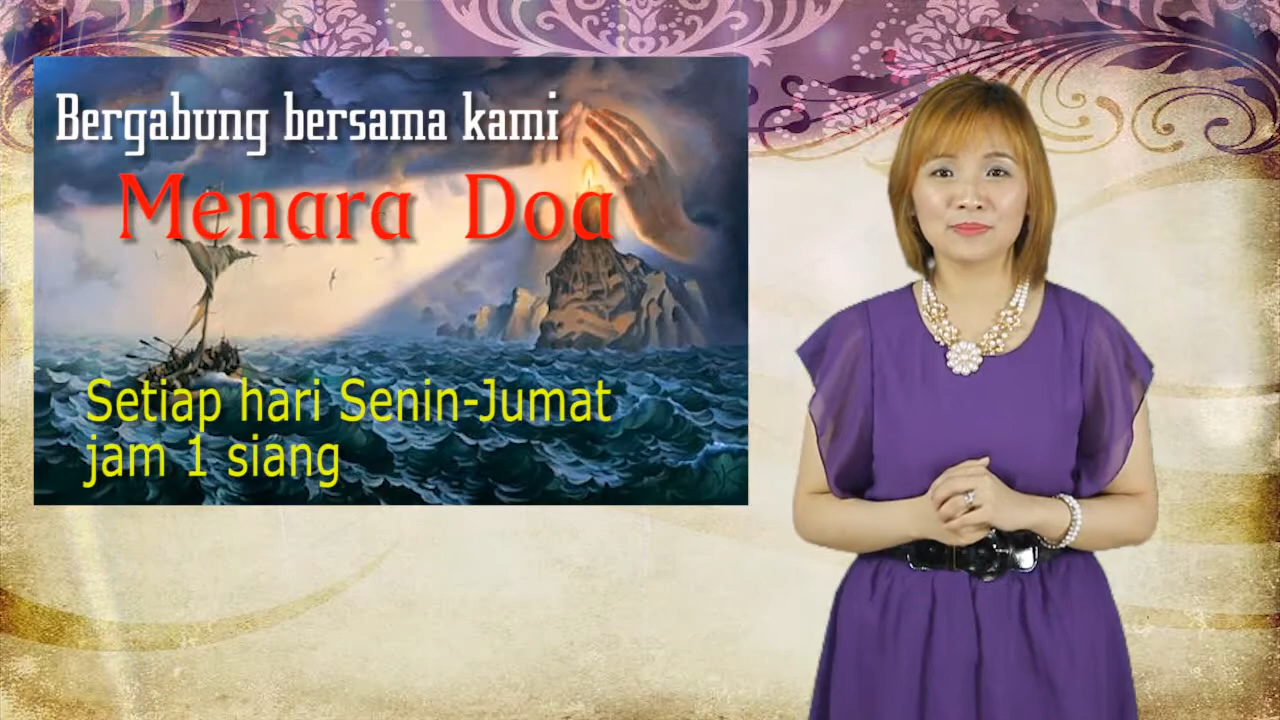 Bergabung bersama kami
Menara Doa
Setiap hari Senin-Jumat
jam 1 siang